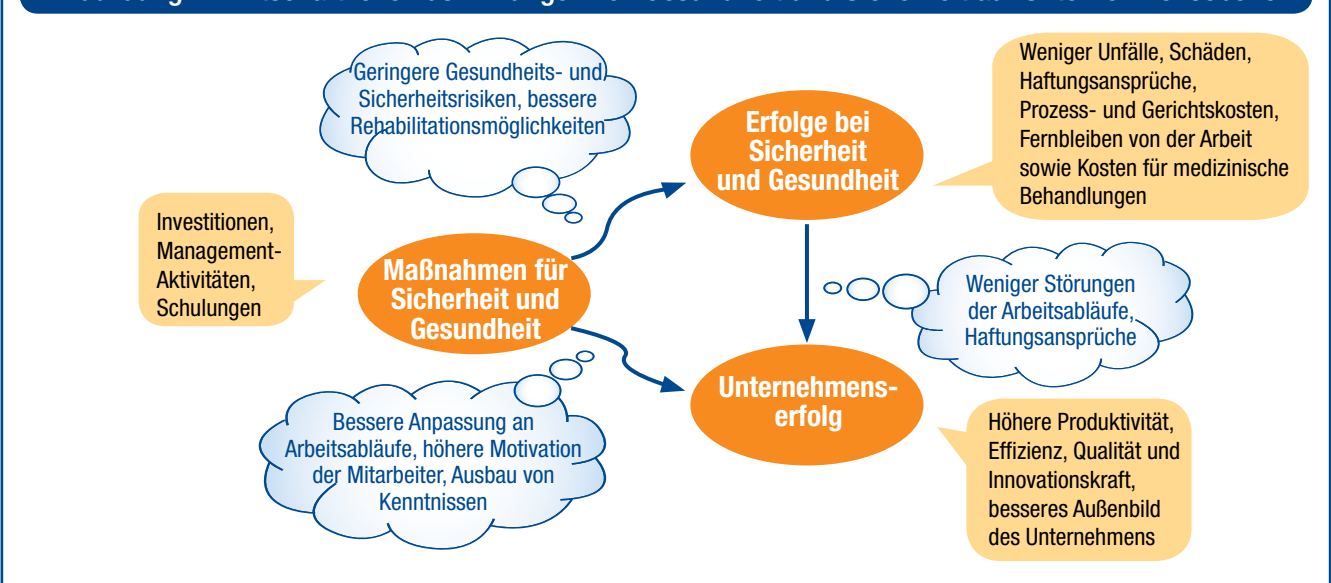 Geringere Gesundheits- und
Sicherheitsrisiken, bessere
Rehabilitationsmöglichkeiten
Weniger Unfälle, Schäden,
Haftungsansprüche,
Prozess- und Gerichtskosten,
Fernbleiben von der Arbeit
sowie Kosten für medizinische
Behandlungen
Erfolge bei
Sicherheit
und Gesundheit
Investitionen,
Management-
Aktivitäten,
Schulungen
Maßnahmen für
Sicherheit und
Gesundheit
Weniger Störungen
der Arbeitsabläufe,
Haftungsansprüche
Unternehmens-
erfolg
Bessere Anpassung an
Arbeitsabläufe, höhere Motivation
der Mitarbeiter, Ausbau von
Kenntnissen
Höhere Produktivität,
Effizienz, Qualität und
Innovationskraft,
besseres Außenbild
des Unternehmens